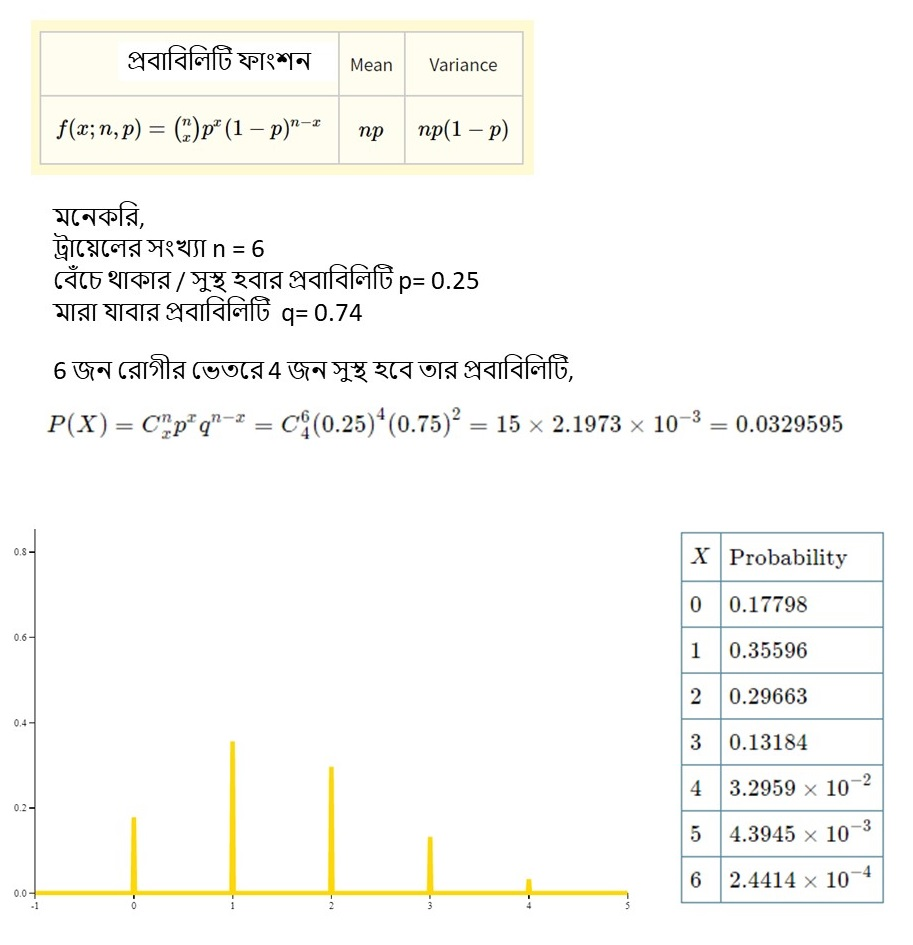 প্রবাবিলিটি ফাংশন Mean Variance
f(x; n, p) = (n x) pˣ (1 − p)ⁿ⁻ˣ np np(1 − p)
মনেকরি,
ট্রায়েলের সংখ্যা n = 6
বেঁচে থাকার / সুস্থ হবার প্রবাবিলিটি p= 0.25
মারা যাবার প্রবাবিলিটি q= 0.74
6 জন রোগীর ভেতরে 4 জন সুস্থ হবে তার প্রবাবিলিটি,
P(X) = Cₓⁿpˣqⁿ⁻ˣ = C₄⁶(0.25)⁴(0.75)² = 15 × 2.1973 × 10⁻³ = 0.0329595
0.8
0.6
0.4
0.2
0.0
-1 0 1 2 3 4 5
X Probability
0 0.17798
1 0.35596
2 0.29663
3 0.13184
4 3.2959 × 10⁻²
5 4.3945 × 10⁻³
6 2.4414 × 10⁻⁴